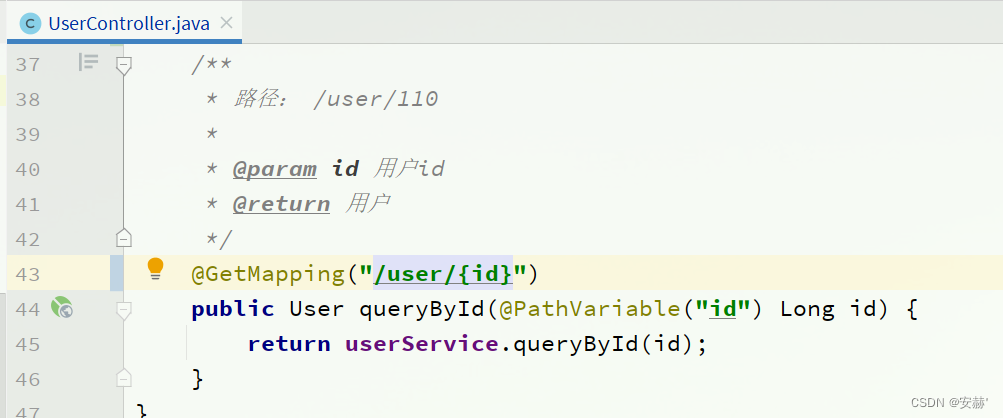 UserController.java
37 /**
38 * 路径： /user/110
39 *
40 * @param id 用户id
41 * @return 用户
42 */
43 @GetMapping("/user/{id}")
44 public User queryById(@PathVariable("id") Long id) {
45 return userService.queryById(id);
46 }
47 }
CSDN @安赫'